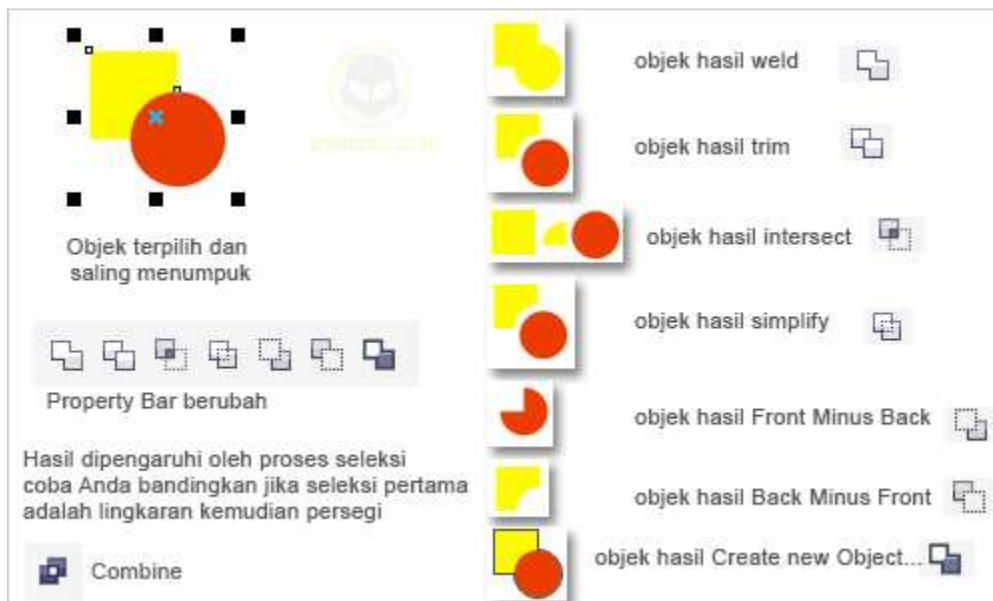 Objek terpilih dan
saling menumpuk
Property Bar berubah
Hasil dipengaruhi oleh proses seleksi
coba Anda bandingkan jika seleksi pertama
adalah lingkaran kemudian persegi
Combine
objek hasil weld
objek hasil trim
objek hasil intersect
objek hasil simplify
objek hasil Front Minus Back
objek hasil Back Minus Front
objek hasil Create new Object...